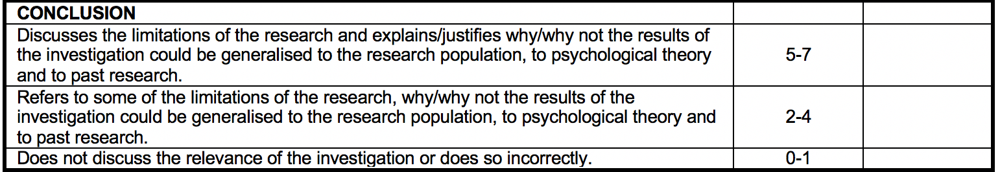 CONCLUSION
Discusses the limitations of the research and explains/justifies why/why not the results of
the investigation could be generalised to the research population, to psychological theory
and to past research.
5-7
Refers to some of the limitations of the research, why/why not the results of the
investigation could be generalised to the research population, to psychological theory and
to past research.
2-4
Does not discuss the relevance of the investigation or does so incorrectly.
0-1